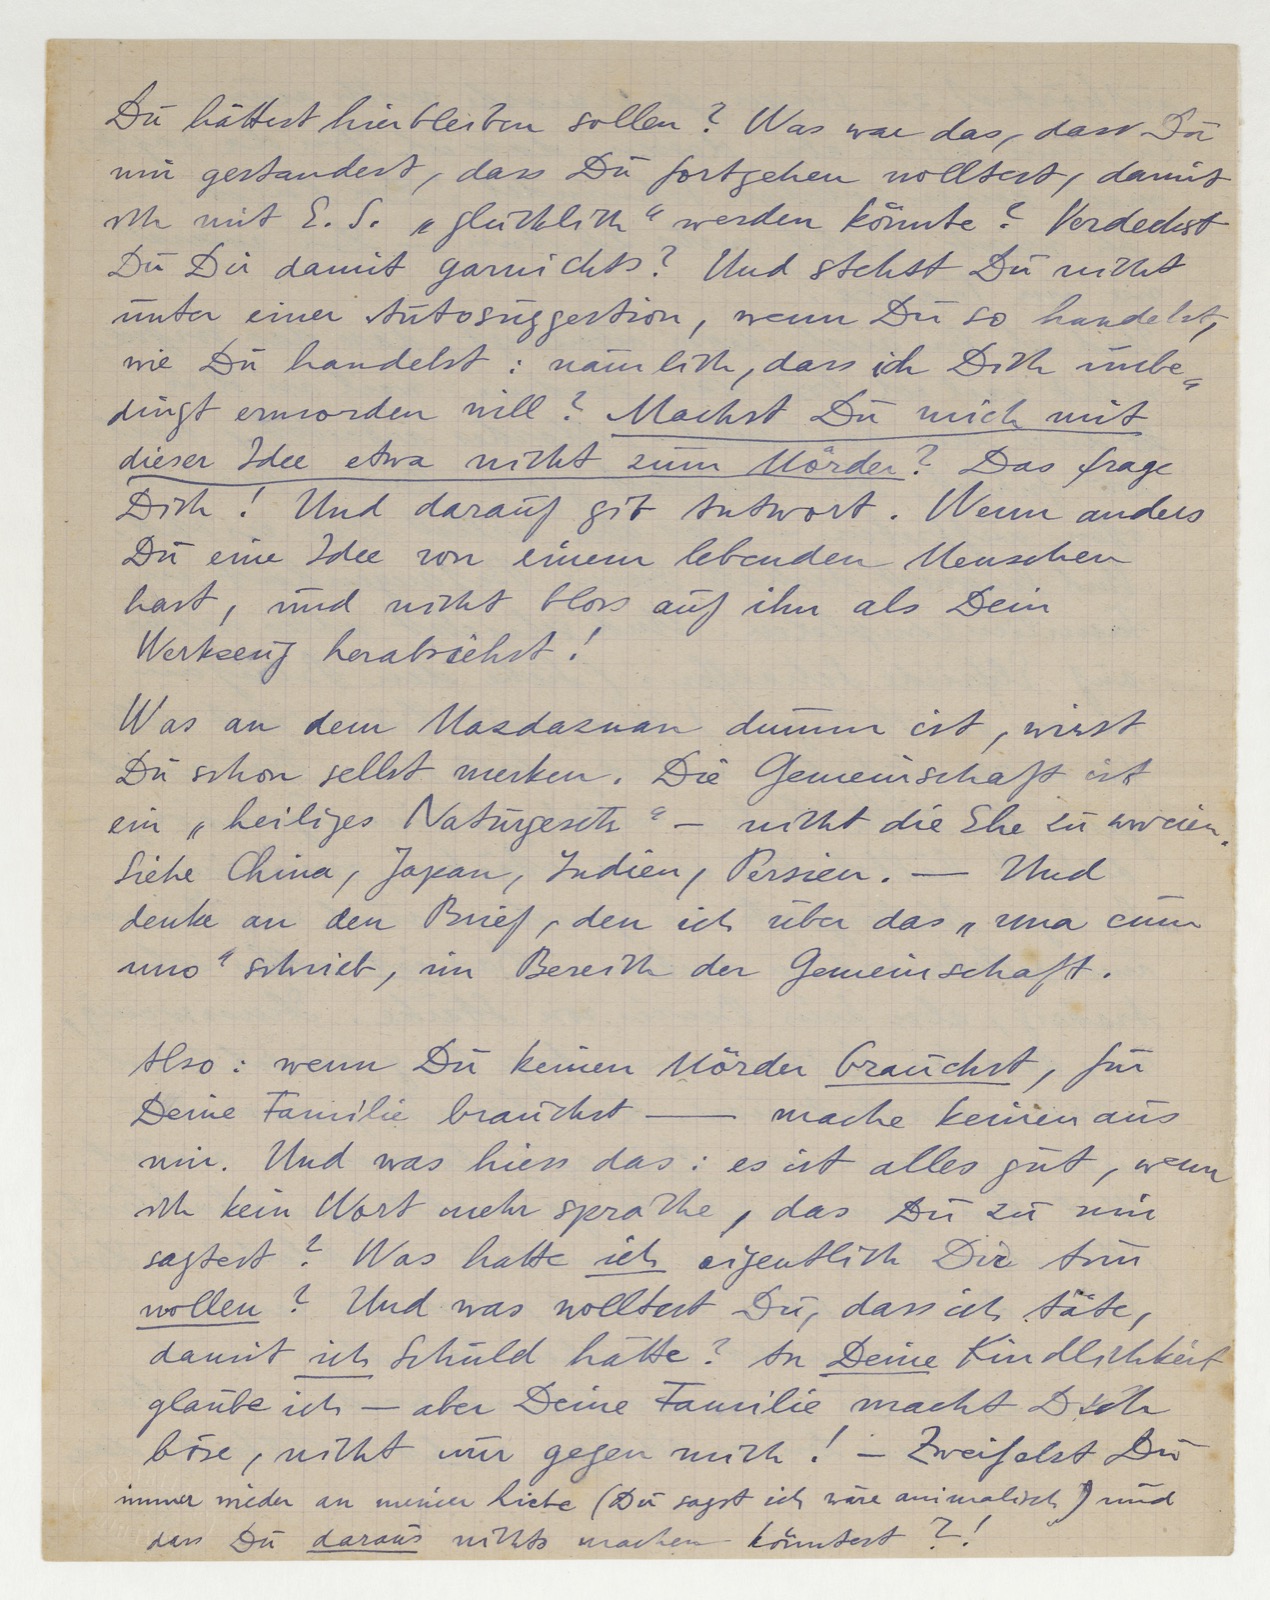 Du hättest hierbleiben sollen? Was war das, dass Du
mir gestandest, dass Du fortgehen wolltest, damit
ich mit E. S. „glücklich“ werden könnte? Verdeckst
Du Dir damit garnichts? Und stehst Du nicht
unter einer Autosuggestion, wenn Du so handelst,
wie Du handelst: nämlich, dass ich Dich unbe=
dingt ermorden will? Machst Du mich mit
dieser Idee etwa nicht zum Mörder? Das frage
Dich! Und darauf gib Antwort. Wenn anders
Du eine Idee von einem lebenden Menschen
hast, und nicht blos auf ihn als Dein
Werkzeug herabsiehst!
Was an dem Masdasnan dumm ist, wirst
Du schon selbst merken. Die Gemeinschaft ist
ein „heiliges Naturgesetz“ – nicht die Ehe zu
Siehe China, Japan, Indien, Persien. — Und
denke an den Brief, den ich über das „una cum
uno“ schrieb, im Bereich der Gemeinschaft.
Also: wenn Du keinen Mörder brauchst, für
Deine Familie brauchst — mache keinen aus
mir. Und was hiess das: es ist alles gut, wenn
ich kein Wort mehr spräche, das Du zu mir
sagtest? Was hatte ich eigentlich Dir tun
wollen? Und was wolltest Du, dass ich täte,
damit ich Schuld hätte? An Deine Kindlichkeit
glaube ich – aber Deine Familie macht Dich
böse, nicht nur gegen mich! – Zweifelst Du
immer wieder an meiner Liebe (Du sagst ich wäre animalisch) und
dass Du daraus nichts machen könntest?!